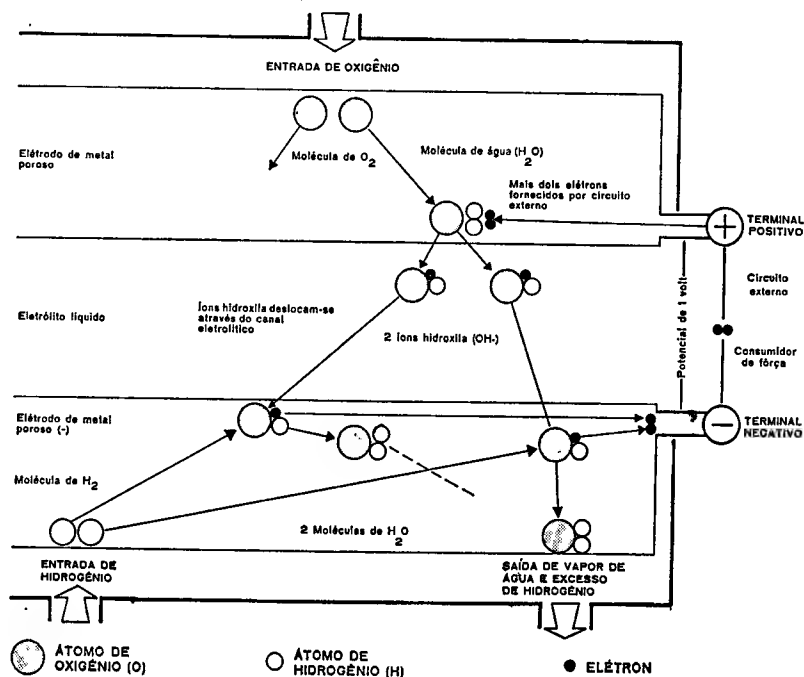 ENTRADA DE OXIGÊNIO
Elétrodo de metal
poroso
Molécula de O2
Molécula de água (H2O)
Mais dois elétrons
fornecidos por circuito
externo
TERMINAL
POSITIVO
Eletrólito líquido
Íons hidroxila deslocam-se
através do canal
eletrolítico
2 íons hidroxila (OH-)
Potencial de 1 volt
Circuito
externo
Consumidor
de fôrça
Elétrodo de metal
poroso (-)
TERMINAL
NEGATIVO
Molécula de H2
2 Moléculas de H2O
ENTRADA DE
HIDROGÊNIO
SAÍDA DE VAPOR DE
ÁGUA E EXCESSO
DE HIDROGÊNIO
ÁTOMO DE
OXIGÊNIO (O)
ÁTOMO DE
HIDROGÊNIO (H)
ELÉTRON